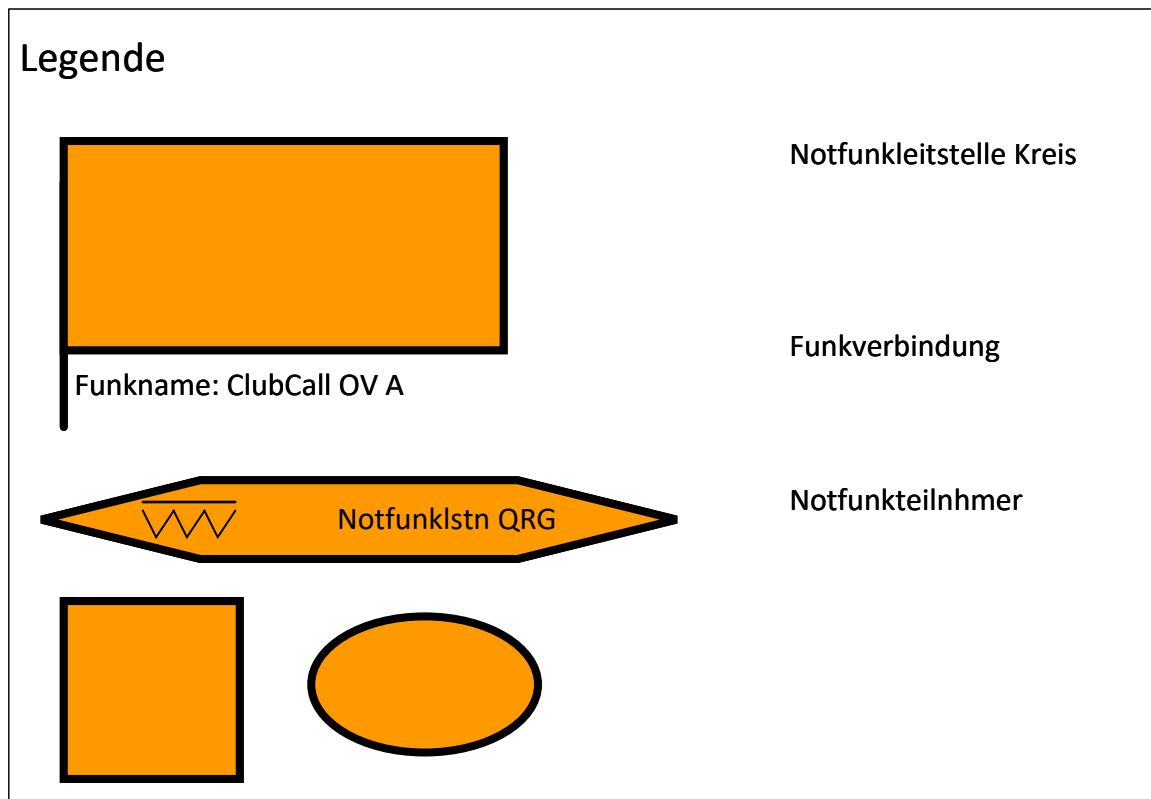 Legende
Notfunkleitstelle Kreis
Funkverbindung
Funkname: ClubCall OV A
Notfunklstn QRG
Notfunkteilnhmer